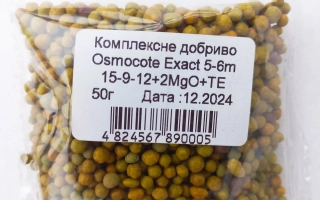 Комплексне добриво
Osmocote Exact 5-6m
15-9-12+2MgO+TE
50г Дата :12.2024
4 824567 890005